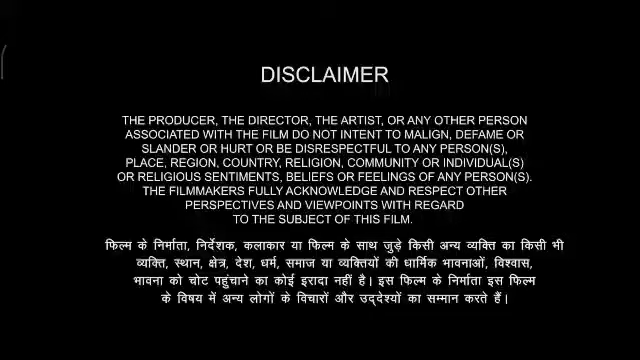 DISCLAIMER
THE PRODUCER, THE DIRECTOR, THE ARTIST, OR ANY OTHER PERSON
ASSOCIATED WITH THE FILM DO NOT INTENT TO MALIGN, DEFAME OR
SLANDER OR HURT OR BE DISRESPECTFUL TO ANY PERSON(S),
PLACE, REGION, COUNTRY, RELIGION, COMMUNITY OR INDIVIDUAL(S)
OR RELIGIOUS SENTIMENTS, BELIEFS OR FEELINGS OF ANY PERSON(S).
THE FILMMAKERS FULLY ACKNOWLEDGE AND RESPECT OTHER
PERSPECTIVES AND VIEWPOINTS WITH REGARD
TO THE SUBJECT OF THIS FILM.
फिल्म के निर्माता, निर्देशक, कलाकार या फिल्म के साथ जुड़े किसी अन्य व्यक्ति का किसी भी
व्यक्ति, स्थान, क्षेत्र, देश, धर्म, समाज या व्यक्तियों की धार्मिक भावनाओं, विश्वास,
भावना को चोट पहुंचाने का कोई इरादा नहीं है। इस फिल्म के निर्माता इस फिल्म
के विषय में अन्य लोगों के विचारों और उद्देश्यों का सम्मान करते हैं।